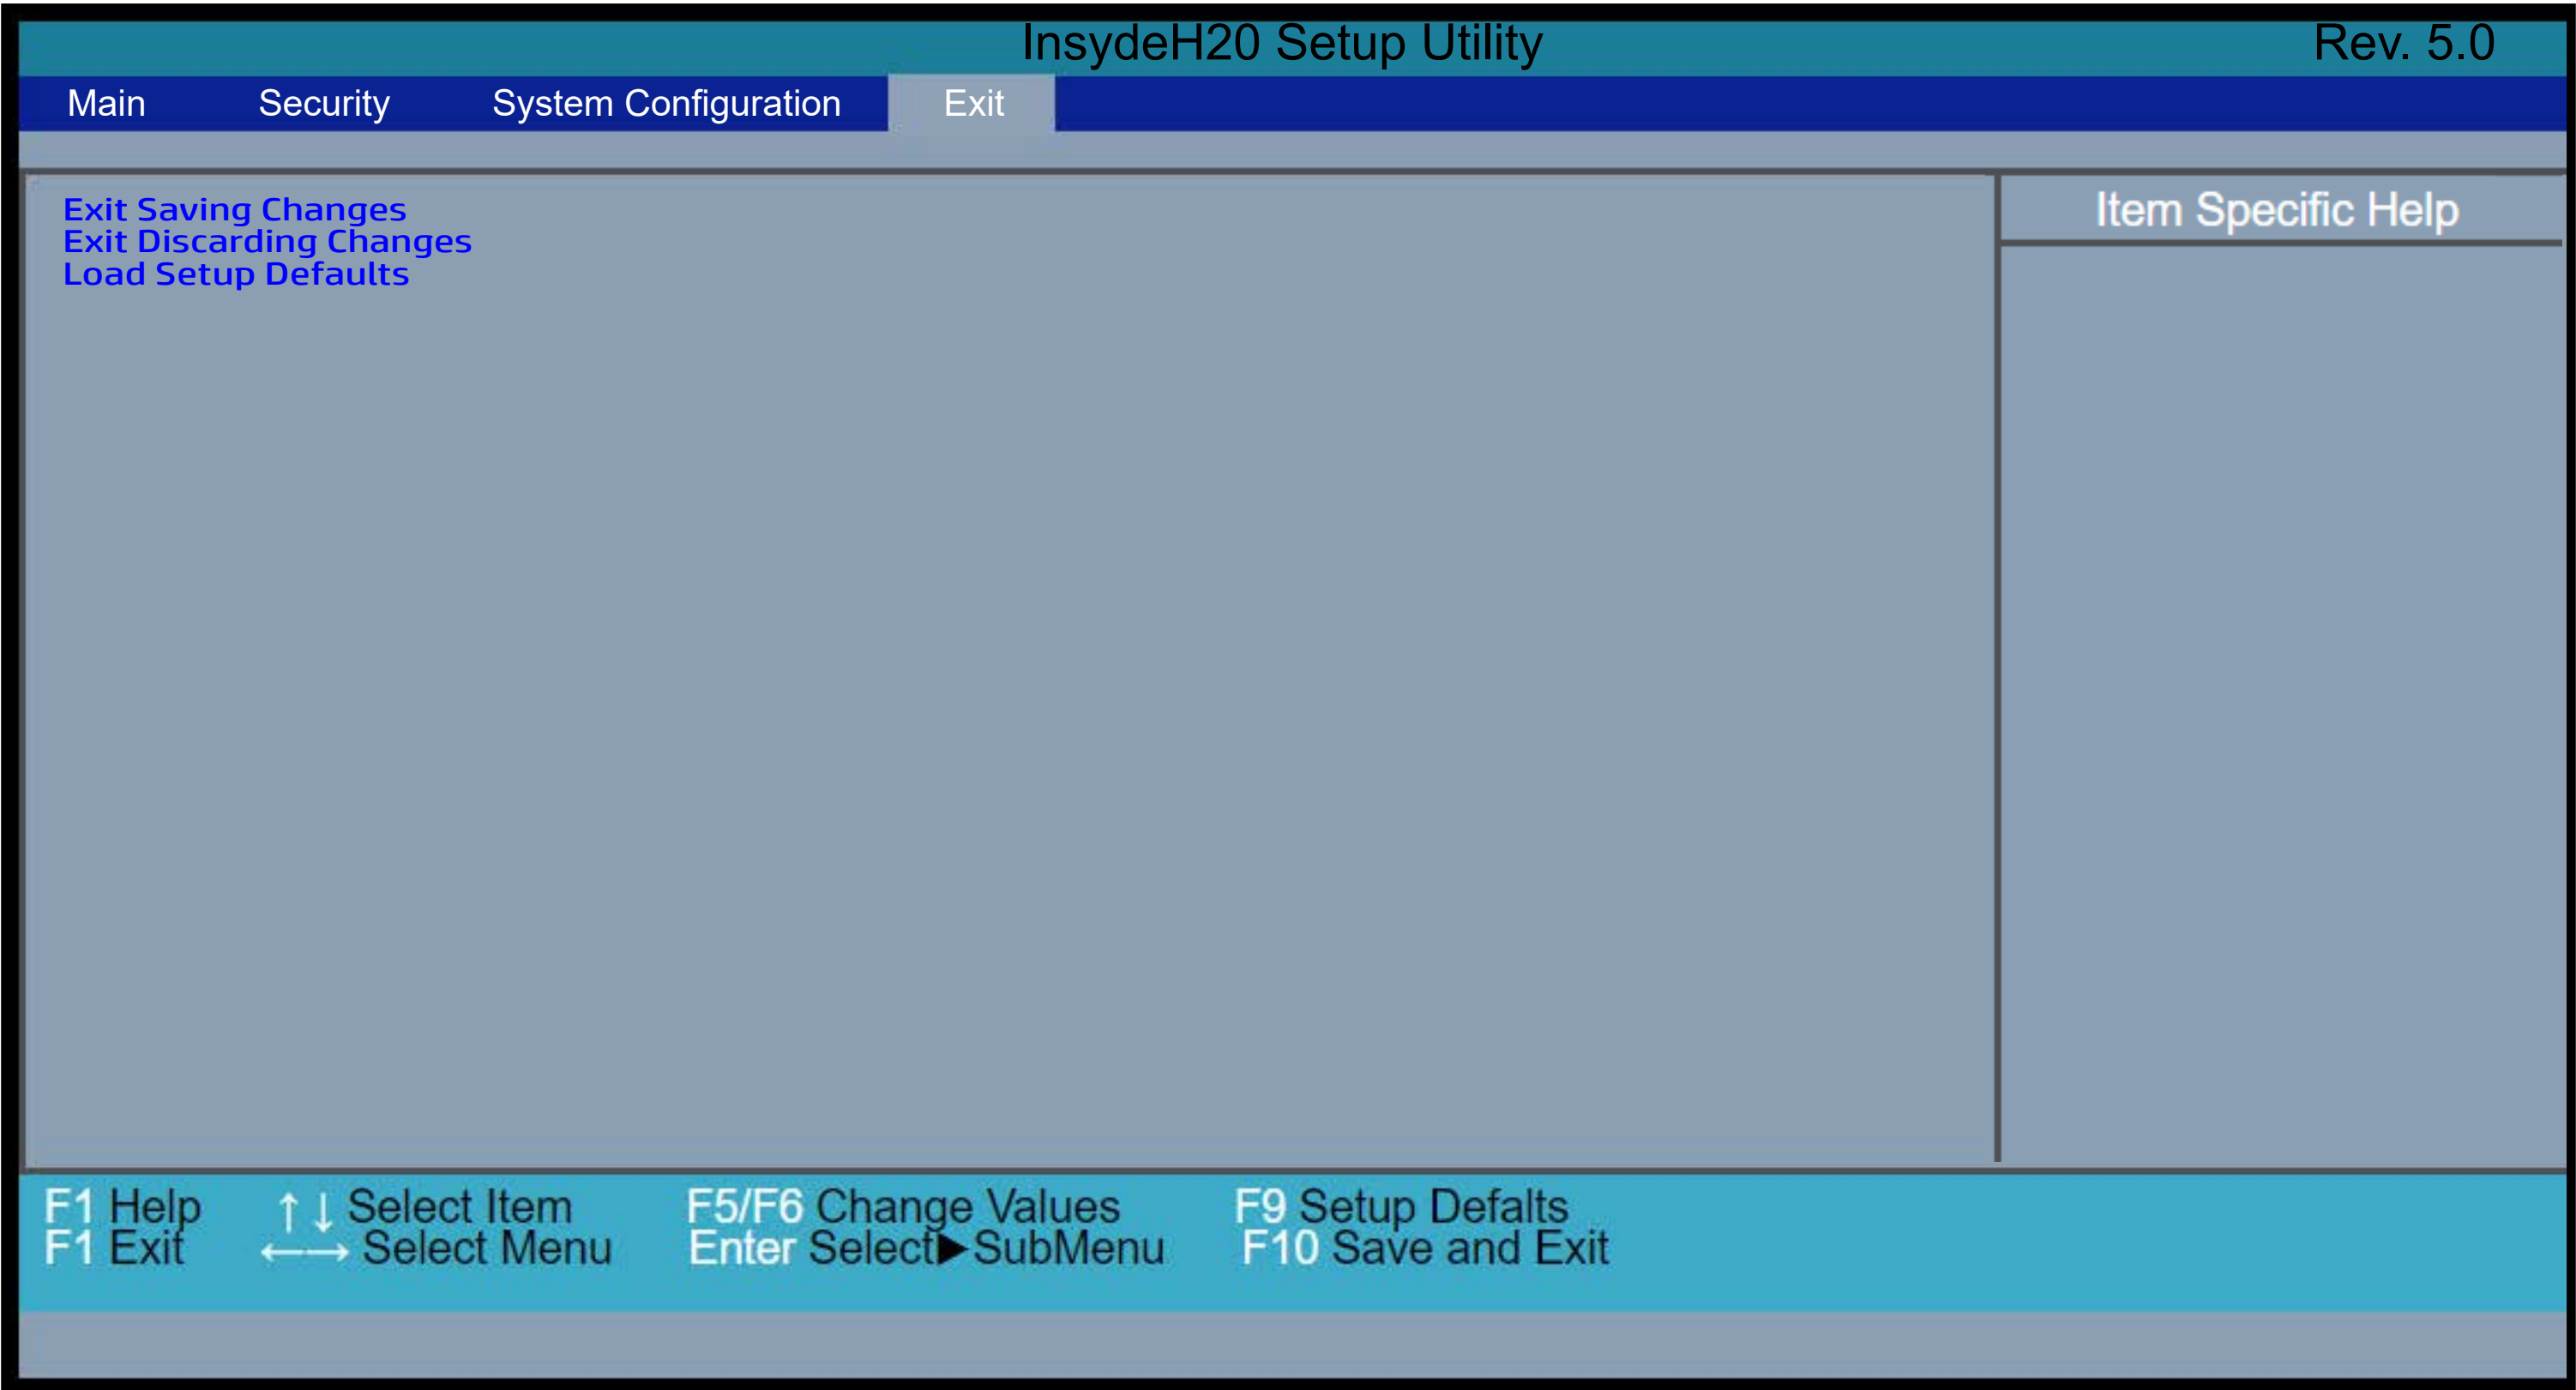 InsydeH20 Setup Utility Rev. 5.0
Main Security System Configuration Exit
Exit Saving Changes
Exit Discarding Changes
Load Setup Defaults
Item Specific Help
F1 Help ↑↓ Select Item F5/F6 Change Values F9 Setup Defalts
F1 Exit ←→ Select Menu Enter Select▶SubMenu F10 Save and Exit